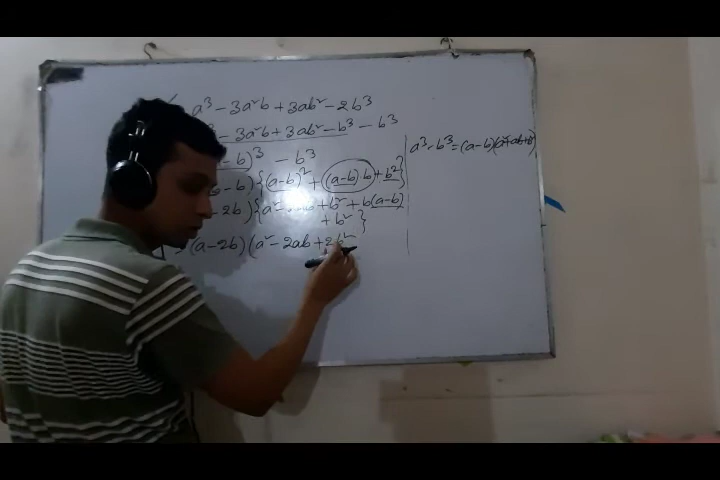 a³ - 3a²b + 3ab² - 2b³
- 3a²b + 3ab² - b³ - b³
- b)³ - b³
- b) {(a-b)² + (a-b).b + b²}
- 2b) {a² - 2ab + b² + b(a-b)
+ b²}
(a-2b) (a² - 2ab + 2b²
a³ - b³ = (a-b)(a²+ab+b²)